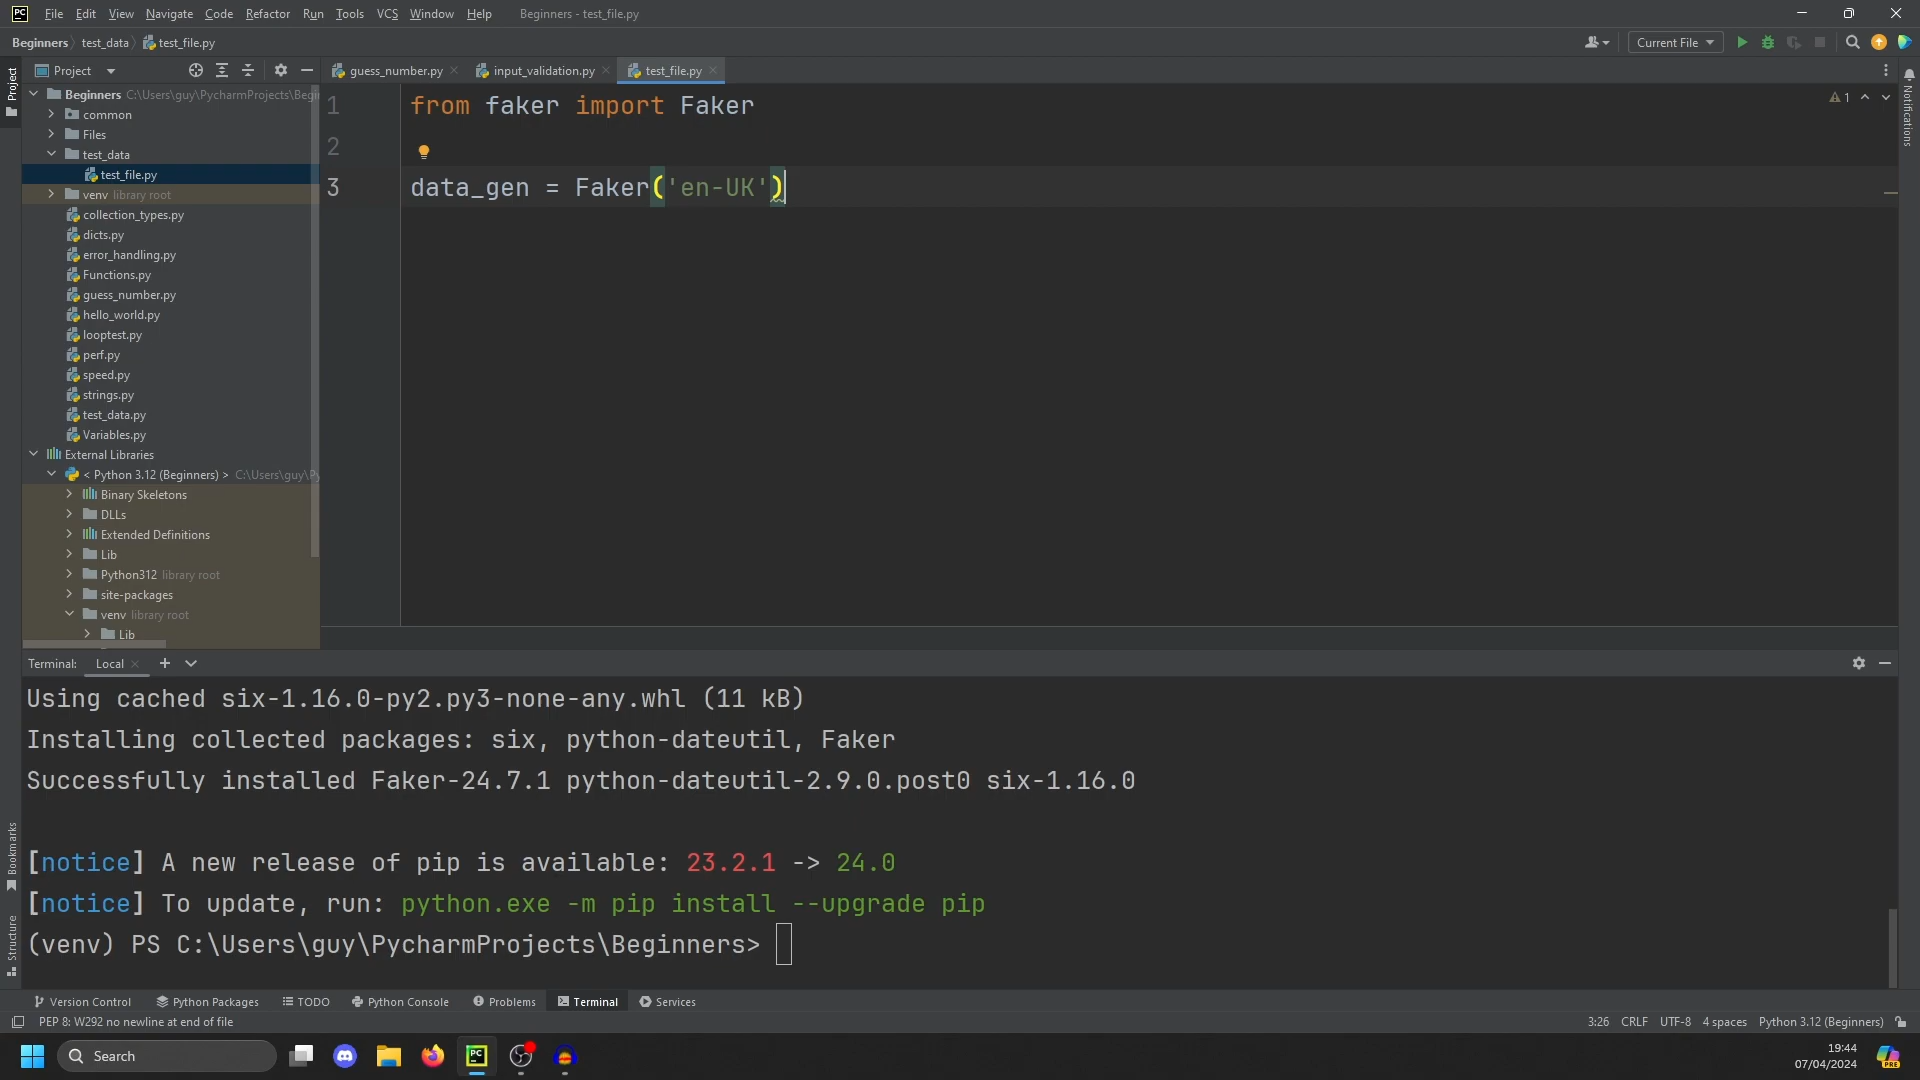 PC File Edit View Navigate Code Refactor Run Tools VCS Window Help Beginners - test_file.py
Beginners test_data test_file.py Current File
Project guess_number.py input_validation.py test_file.py
Project
Beginners C:\Users\guy\PycharmProjects\Begi
common
Files
test_data
test_file.py
venv library root
collection_types.py
dicts.py
error_handling.py
Functions.py
guess_number.py
hello_world.py
looptest.py
perf.py
speed.py
strings.py
test_data.py
Variables.py
External Libraries
< Python 3.12 (Beginners) > C:\Users\guy\Py
Binary Skeletons
DLLs
Extended Definitions
Lib
Python312 library root
site-packages
venv library root
Lib
1 from faker import Faker
2
3 data_gen = Faker('en-UK')
1
Notifications
Terminal: Local
Using cached six-1.16.0-py2.py3-none-any.whl (11 kB)
Installing collected packages: six, python-dateutil, Faker
Successfully installed Faker-24.7.1 python-dateutil-2.9.0.post0 six-1.16.0
[notice] A new release of pip is available: 23.2.1 -> 24.0
[notice] To update, run: python.exe -m pip install --upgrade pip
(venv) PS C:\Users\guy\PycharmProjects\Beginners>
Bookmarks
Structure
Version Control Python Packages TODO Python Console Problems Terminal Services
PEP 8: W292 no newline at end of file 3:26 CRLF UTF-8 4 spaces Python 3.12 (Beginners)
Search PC PRE
19:44
07/04/2024